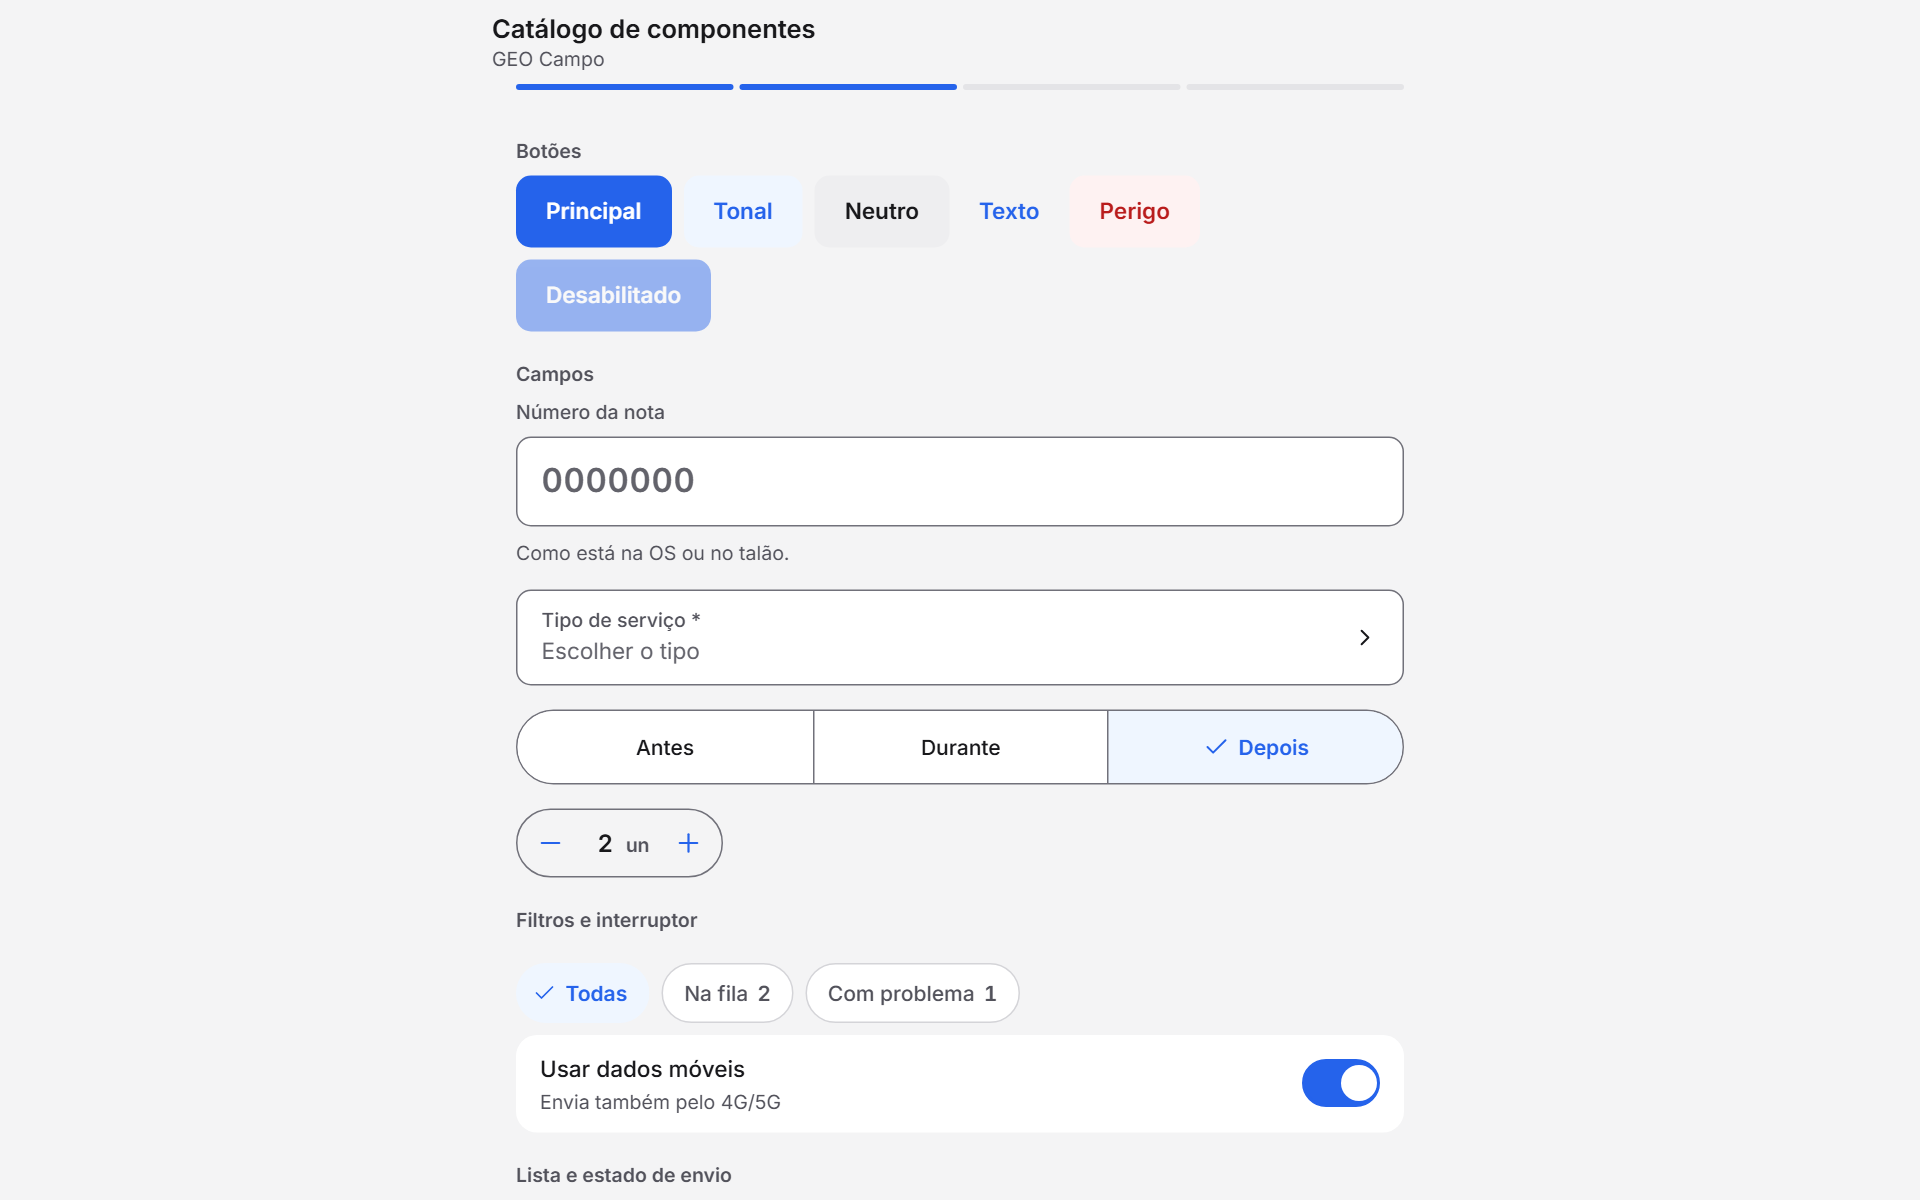 Catálogo de componentes
GEO Campo
Botões
Principal Tonal Neutro Texto Perigo
Desabilitado
Campos
Número da nota
0000000
Como está na OS ou no talão.
Tipo de serviço *
Escolher o tipo
Antes Durante Depois
2 un
Filtros e interruptor
Todas Na fila 2 Com problema 1
Usar dados móveis
Envia também pelo 4G/5G
Lista e estado de envio